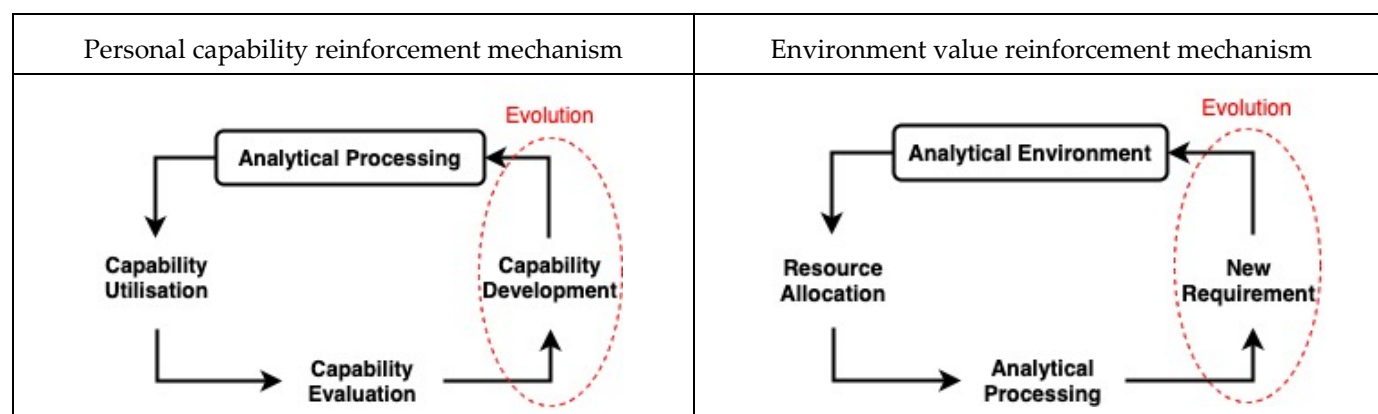 Personal capability reinforcement mechanism
Environment value reinforcement mechanism
Evolution
Analytical Processing
Capability
Utilisation
Capability
Development
Capability
Evaluation
Evolution
Analytical Environment
Resource
Allocation
New
Requirement
Analytical
Processing